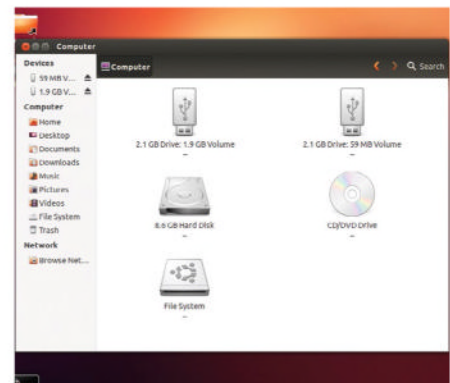 Computer
Devices
59 MB V...
1.9 GB V...
Computer
Home
Desktop
Documents
Downloads
Music
Pictures
Videos
File System
Trash
Network
Browse Net...
Computer
Search
2.1 GB Drive: 1.9 GB Volume
--
2.1 GB Drive: 59 MB Volume
--
8.6 GB Hard Disk
--
CD/DVD Drive
--
File System
--